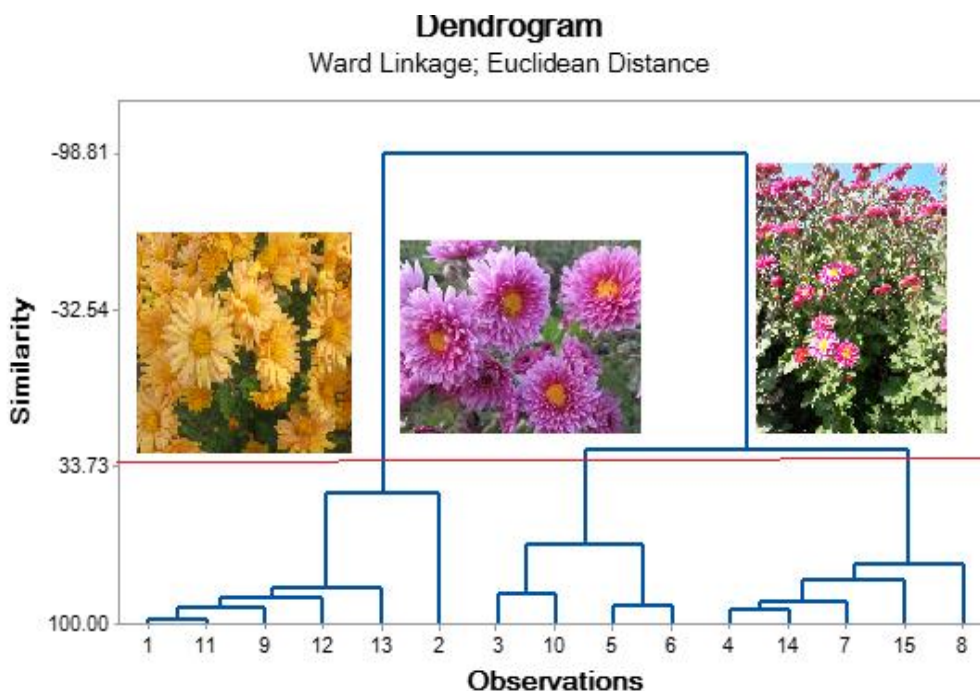 Dendrogram
Ward Linkage; Euclidean Distance
-98.81
-32.54
33.73
100.00
Similarity
1 11 9 12 13 2 3 10 5 6 4 14 7 15 8
Observations